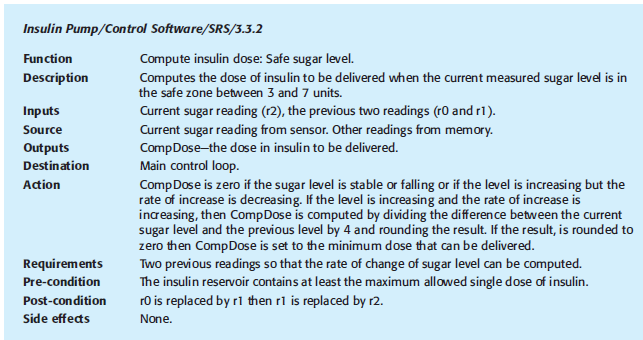 Insulin Pump/Control Software/SRS/3.3.2
Function Compute insulin dose: Safe sugar level.
Description Computes the dose of insulin to be delivered when the current measured sugar level is in
the safe zone between 3 and 7 units.
Inputs Current sugar reading (r2), the previous two readings (r0 and r1).
Source Current sugar reading from sensor. Other readings from memory.
Outputs CompDose—the dose in insulin to be delivered.
Destination Main control loop.
Action CompDose is zero if the sugar level is stable or falling or if the level is increasing but the
rate of increase is decreasing. If the level is increasing and the rate of increase is
increasing, then CompDose is computed by dividing the difference between the current
sugar level and the previous level by 4 and rounding the result. If the result, is rounded to
zero then CompDose is set to the minimum dose that can be delivered.
Requirements Two previous readings so that the rate of change of sugar level can be computed.
Pre-condition The insulin reservoir contains at least the maximum allowed single dose of insulin.
Post-condition r0 is replaced by r1 then r1 is replaced by r2.
Side effects None.